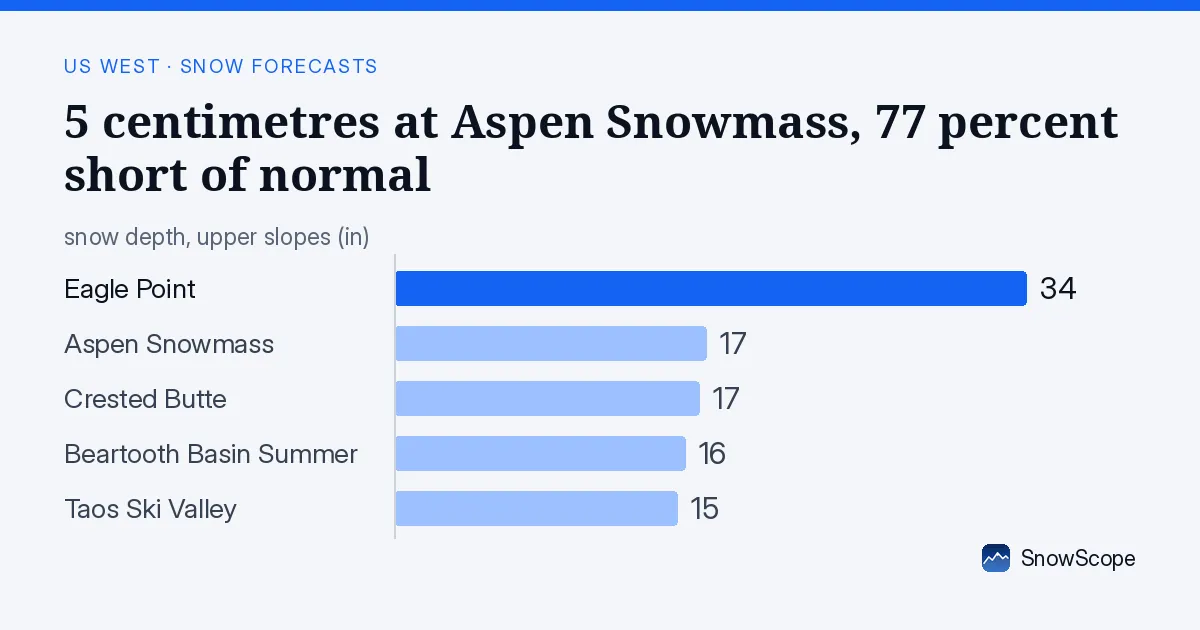 US WEST · SNOW FORECASTS
5 centimetres at Aspen Snowmass, 77 percent
short of normal
snow depth, upper slopes (in)
Eagle Point 34
Aspen Snowmass 17
Crested Butte 17
Beartooth Basin Summer 16
Taos Ski Valley 15
SnowScope